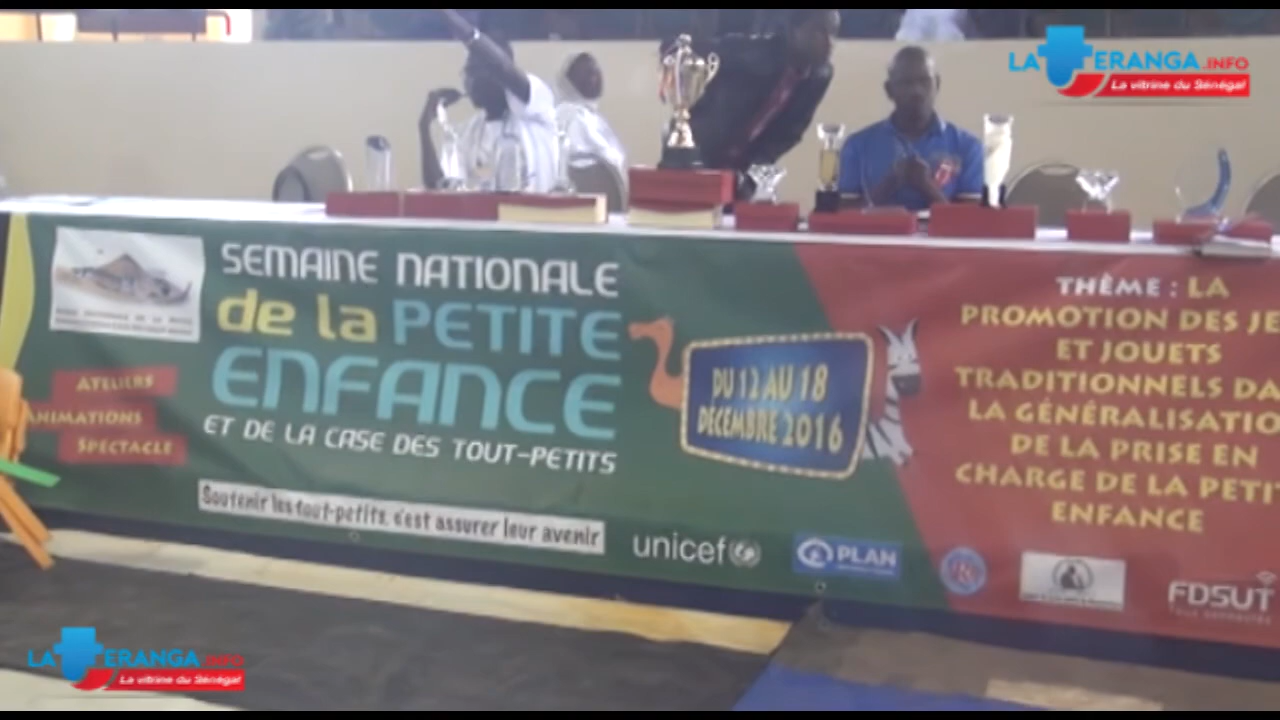 LA TERANGA.INFO
La vitrine du Sénégal
SEMAINE NATIONALE
de la PETITE
ENFANCE
ET DE LA CASE DES TOUT-PETITS
ATELIERS
ANIMATIONS
SPECTACLE
Soutenir les tout-petits, c'est assurer leur avenir
DU 12 AU 18
DÉCEMBRE 2016
THÈME : LA
PROMOTION DES JE
ET JOUETS
TRADITIONNELS DA
LA GÉNÉRALISATIO
DE LA PRISE EN
CHARGE DE LA PETIT
ENFANCE
unicef
PLAN
FDSUT
LA TERANGA.INFO
La vitrine du Sénégal